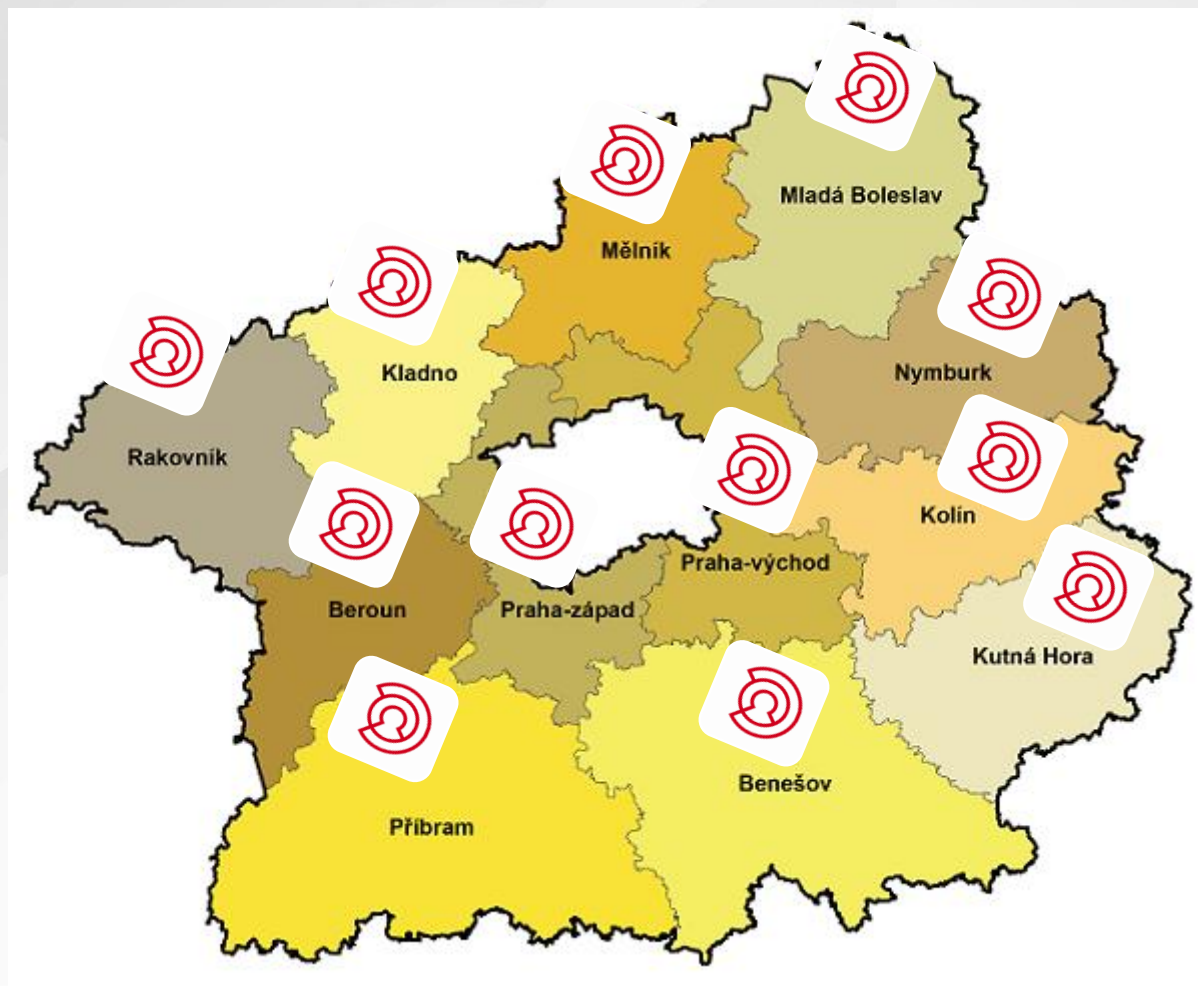 Mladá Boleslav
Mělník
Kladno
Nymburk
Rakovník
Kolín
Praha-východ
Beroun
Praha-západ
Kutná Hora
Benešov
Příbram